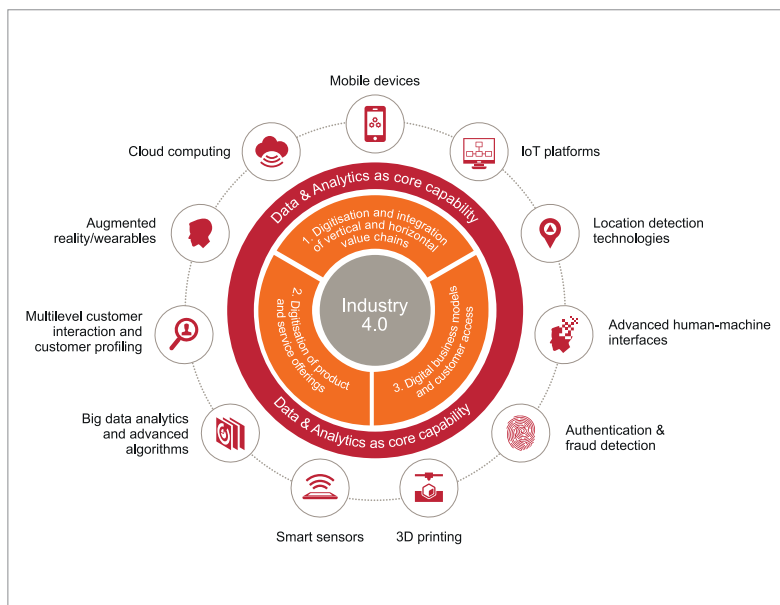 Mobile devices
Cloud computing
IoT platforms
Augmented
reality/wearables
Location detection
technologies
Multilevel customer
interaction and
customer profiling
Advanced human-machine
interfaces
Big data analytics
and advanced
algorithms
Authentication &
fraud detection
Smart sensors
3D printing
Data & Analytics as core capability
1. Digitisation and integration
of vertical and horizontal
value chains
2. Digitisation of product
and service offerings
Industry
4.0
3. Digital business models
and customer access
Data & Analytics as core capability